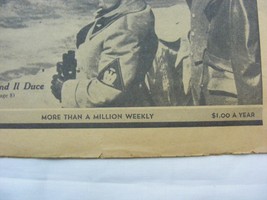 nd Il Duce
MORE THAN A MILLION WEEKLY
$1.00 A YEAR